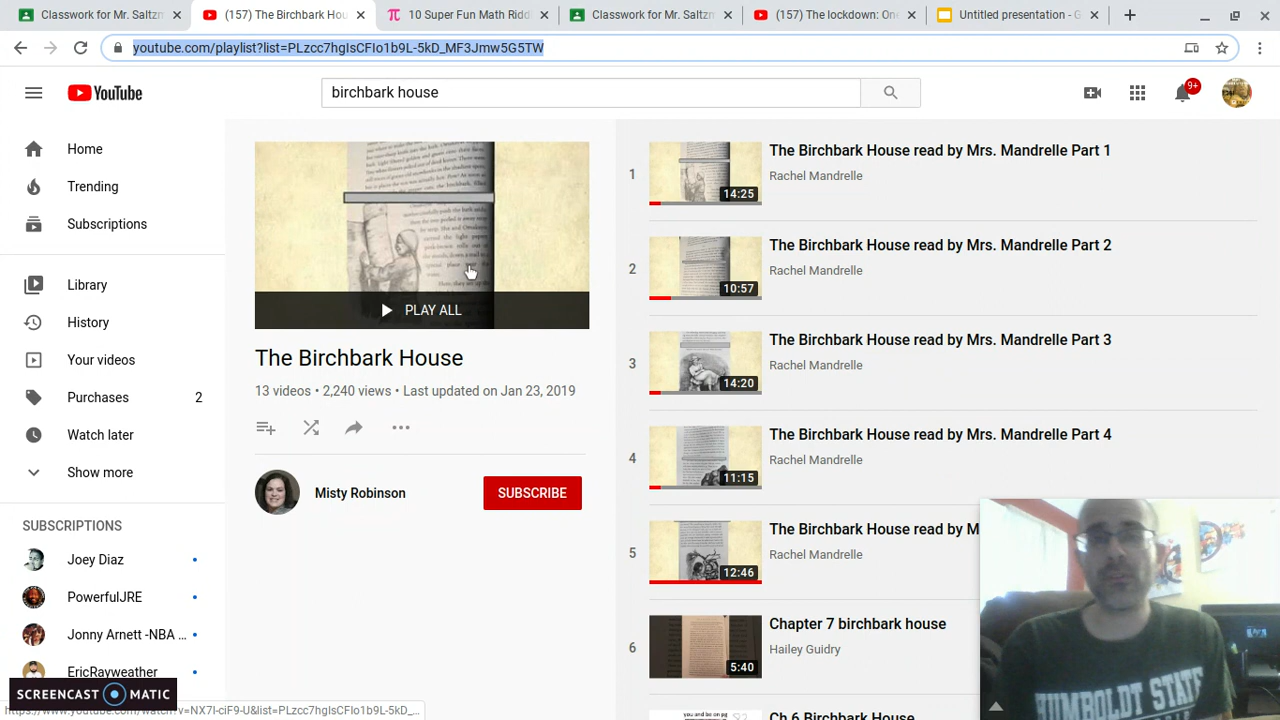 Classwork for Mr. Saltzm
(157) The Birchbark Hou
10 Super Fun Math Ridd
Classwork for Mr. Saltzm
(157) The lockdown: One
Untitled presentation - G
youtube.com/playlist?list=PLzcc7hgIsCFIo1b9L-5kD_MF3Jmw5G5TW
YouTube
birchbark house
9+
Home
Trending
Subscriptions
Library
History
Your videos
Purchases 2
Watch later
Show more
SUBSCRIPTIONS
Joey Diaz
PowerfulJRE
Jonny Arnett -NBA ...
EricRayweather
SCREENCAST MATIC
PLAY ALL
The Birchbark House
13 videos • 2,240 views • Last updated on Jan 23, 2019
Misty Robinson
SUBSCRIBE
1
14:25
The Birchbark House read by Mrs. Mandrelle Part 1
Rachel Mandrelle
2
10:57
The Birchbark House read by Mrs. Mandrelle Part 2
Rachel Mandrelle
3
14:20
The Birchbark House read by Mrs. Mandrelle Part 3
Rachel Mandrelle
4
11:15
The Birchbark House read by Mrs. Mandrelle Part 4
Rachel Mandrelle
5
12:46
The Birchbark House read by M
Rachel Mandrelle
6
5:40
Chapter 7 birchbark house
Hailey Guidry
Ch 6 Birchbark House
HUMBOLDT STATE